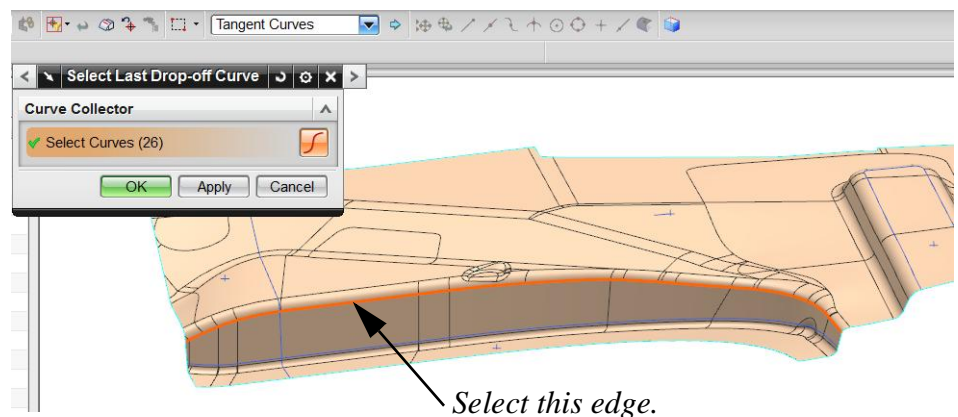 Tangent Curves
Select Last Drop-off Curve
Curve Collector
Select Curves (26)
OK Apply Cancel
Select this edge.